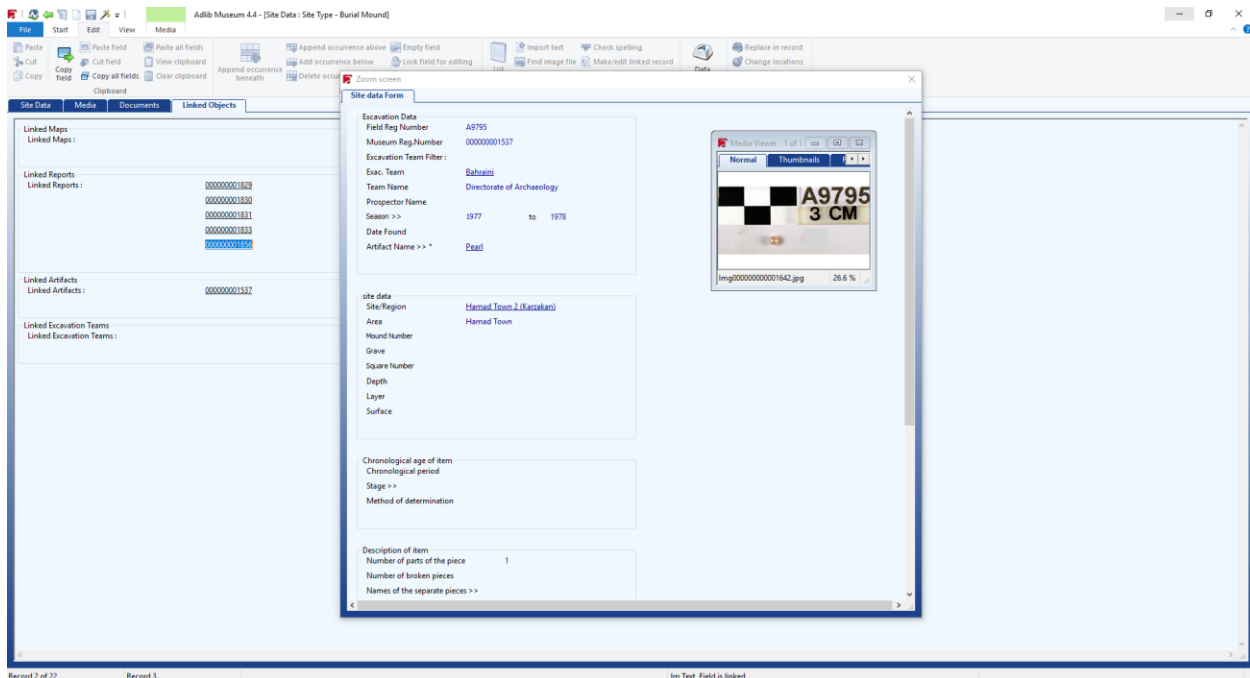 Adlib Museum 4.4 - [Site Data : Site Type - Burial Mound]
File Start Edit View Media
Paste Paste field Paste all fields Append occurrence above Empty field Import text Check spelling Replace in record
Cut Cut field View clipboard Add occurrence below Lock field for editing Find image file Make/edit linked record Change locations
Copy Copy field Copy all fields Clear clipboard Append occurrence beneath Delete occu List Data
Clipboard
Site Data Media Documents Linked Objects
Linked Maps
Linked Maps :
Linked Reports
Linked Reports : 000000001829
000000001830
000000001831
000000001833
000000001856
Linked Artifacts
Linked Artifacts : 000000001537
Linked Excavation Teams
Linked Excavation Teams :
Zoom screen
Site data Form
Excavation Data
Field Reg Number A9795
Museum Reg.Number 000000001537
Excavation Team Filter :
Exac. Team Bahraini
Team Name Directorate of Archaeology
Prospector Name
Season >> 1977 to 1978
Date Found
Artifact Name >> * Pearl
site data
Site/Region Hamad Town 2 (Karzakan)
Area Hamad Town
Mound Number
Grave
Square Number
Depth
Layer
Surface
Chronological age of item
Chronological period
Stage >>
Method of determination
Description of item
Number of parts of the piece 1
Number of broken pieces
Names of the separate pieces >>
Media Viewer - 1 of 1
Normal Thumbnails F
A9795
3 CM
Img000000000001642.jpg 26.6 %
Record 2 of 22 Record 3 Im Text Field is linked